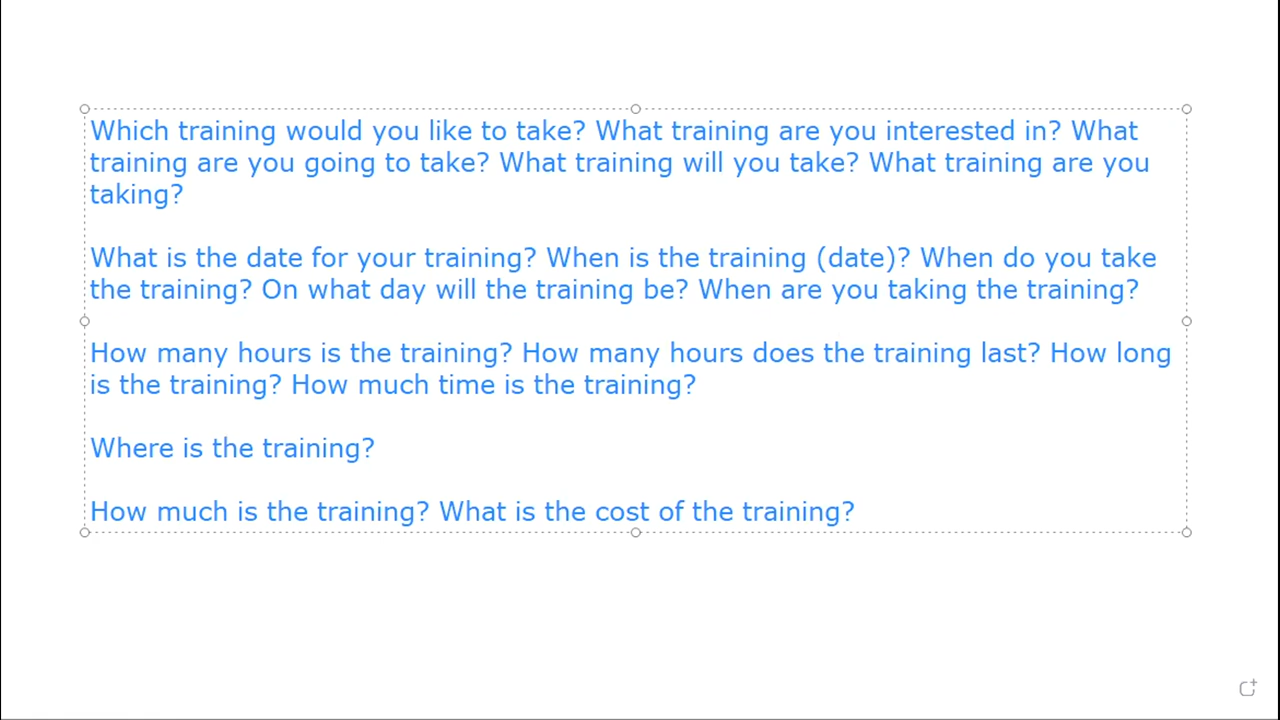 Which training would you like to take? What training are you interested in? What
training are you going to take? What training will you take? What training are you
taking?
What is the date for your training? When is the training (date)? When do you take
the training? On what day will the training be? When are you taking the training?
How many hours is the training? How many hours does the training last? How long
is the training? How much time is the training?
Where is the training?
How much is the training? What is the cost of the training?